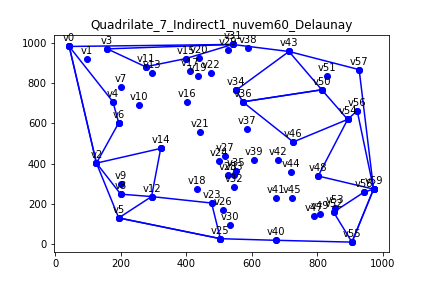 Quadrilate_7_Indirect1_nuvem60_Delaunay
1000
800
600
400
200
0
0
200
400
600
800
1000
v0
v1
v3
v31
v29
v38
v43
v11
v13
v15
v20
v17
v19
v22
v57
v51
v7
v4
v10
v16
v34
v36
v50
v56
v54
v6
v21
v37
v46
v14
v2
v27
v39
v42
v44
v48
v35
v32
v9
v5
v12
v18
v23
v26
v30
v25
v41
v45
v49
v47
v53
v52
v59
v40
v55